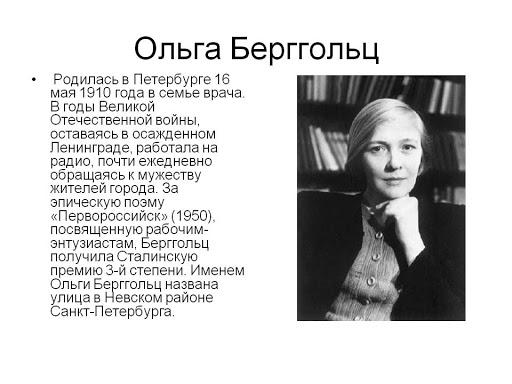 Ольга Берггольц
• Родилась в Петербурге 16
мая 1910 года в семье врача.
В годы Великой
Отечественной войны,
оставаясь в осажденном
Ленинграде, работала на
радио, почти ежедневно
обращаясь к мужеству
жителей города. За
эпическую поэму
«Первороссийск» (1950),
посвященную рабочим-
энтузиастам, Берггольц
получила Сталинскую
премию 3-й степени. Именем
Ольги Берггольц названа
улица в Невском районе
Санкт-Петербурга.